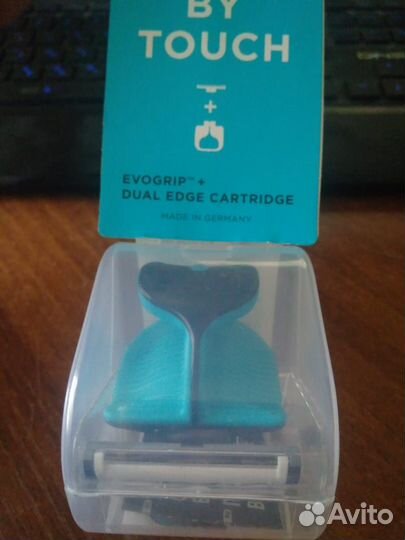 BY
TOUCH
+
EVOGRIP™ +
DUAL EDGE CARTRIDGE
MADE IN GERMANY
Avito